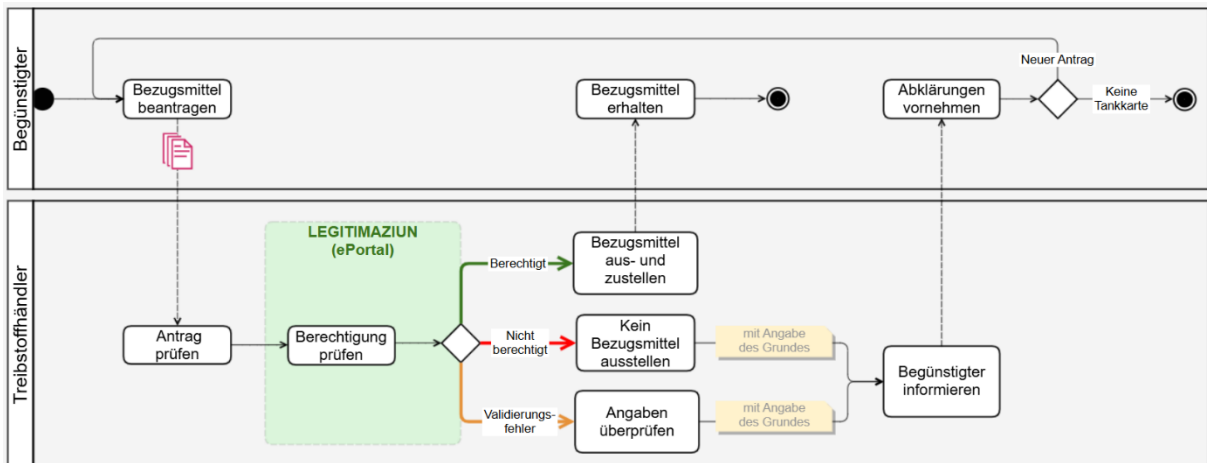 Begünstigter
Neuer Antrag
Bezugsmittel
beantragen
Bezugsmittel
erhalten
Abklärungen
vornehmen
Keine
Tankkarte
Treibstoffhändler
LEGITIMAZIUN
(ePortal)
Berechtigt
Bezugsmittel
aus- und
zustellen
Antrag
prüfen
Berechtigung
prüfen
Nicht
berechtigt
Kein
Bezugsmittel
ausstellen
mit Angabe
des Grundes
Begünstigter
informieren
Validierungs-
fehler
Angaben
überprüfen
mit Angabe
des Grundes